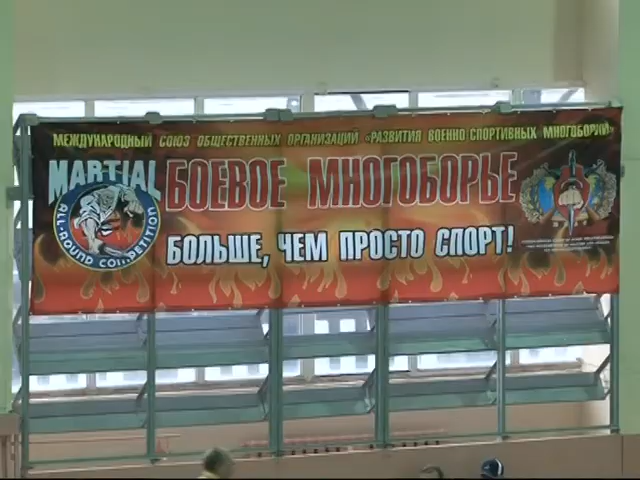 МЕЖДУНАРОДНЫЙ СОЮЗ ОБЩЕСТВЕННЫХ ОРГАНИЗАЦИЙ «РАЗВИТИЯ ВОЕННО-СПОРТИВНЫХ МНОГОБОРИЙ»
MARTIAL
ALL-ROUND COMPETITION
БОЕВОЕ МНОГОБОРЬЕ
БОЛЬШЕ, ЧЕМ ПРОСТО СПОРТ!